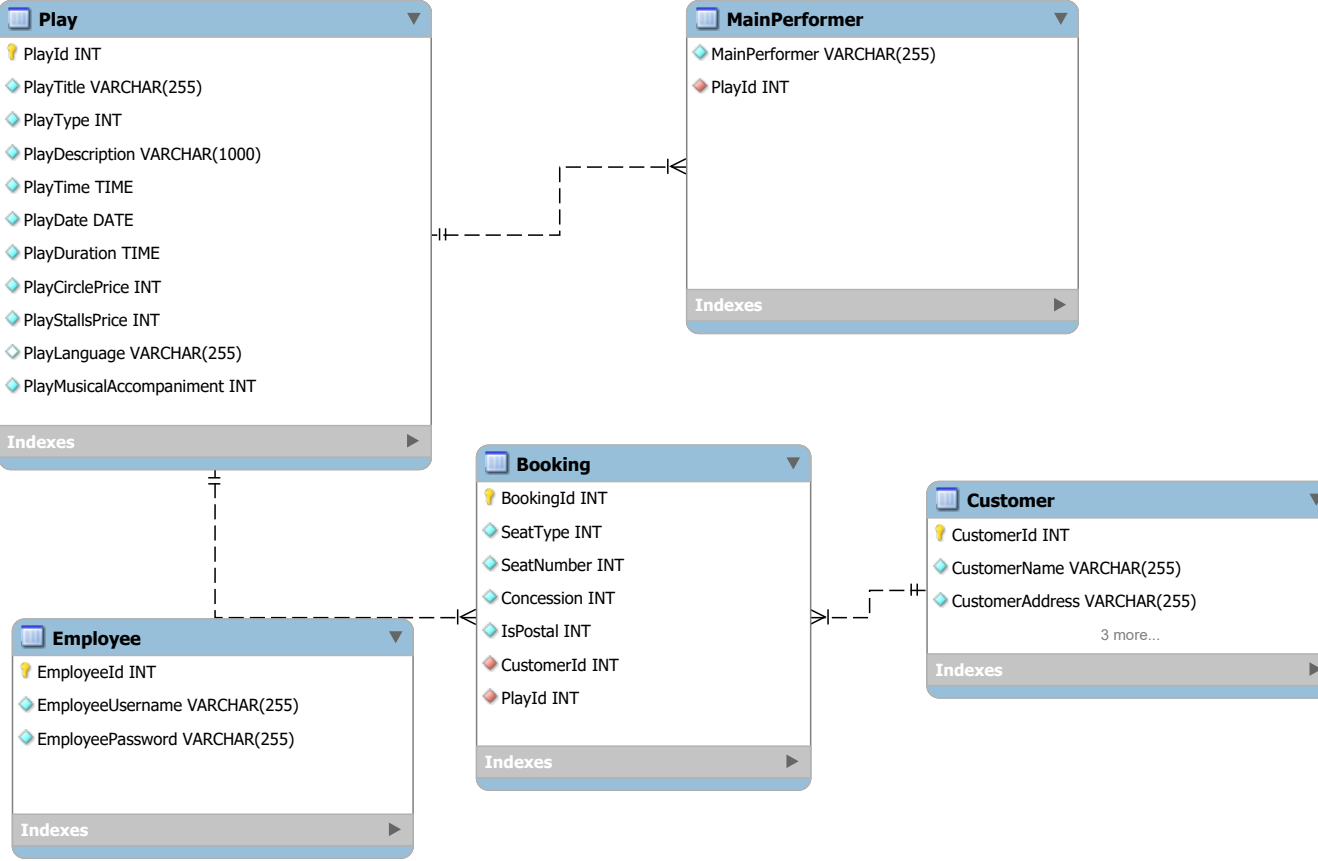 Play
PlayId INT
PlayTitle VARCHAR(255)
PlayType INT
PlayDescription VARCHAR(1000)
PlayTime TIME
PlayDate DATE
PlayDuration TIME
PlayCirclePrice INT
PlayStallsPrice INT
PlayLanguage VARCHAR(255)
PlayMusicalAccompaniment INT
Indexes
MainPerformer
MainPerformer VARCHAR(255)
PlayId INT
Indexes
Booking
BookingId INT
SeatType INT
SeatNumber INT
Concession INT
IsPostal INT
CustomerId INT
PlayId INT
Indexes
Customer
CustomerId INT
CustomerName VARCHAR(255)
CustomerAddress VARCHAR(255)
3 more...
Indexes
Employee
EmployeeId INT
EmployeeUsername VARCHAR(255)
EmployeePassword VARCHAR(255)
Indexes